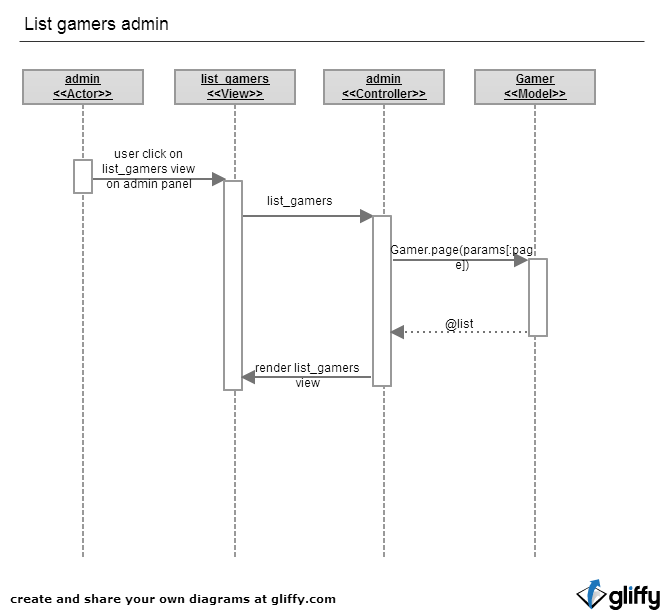 List gamers admin
admin
<<Actor>>
list_gamers
<<View>>
admin
<<Controller>>
Gamer
<<Model>>
user click on
list_gamers view
on admin panel
list_gamers
Gamer.page(params[:pag
e])
@list
render list_gamers
view
create and share your own diagrams at gliffy.com
gliffy